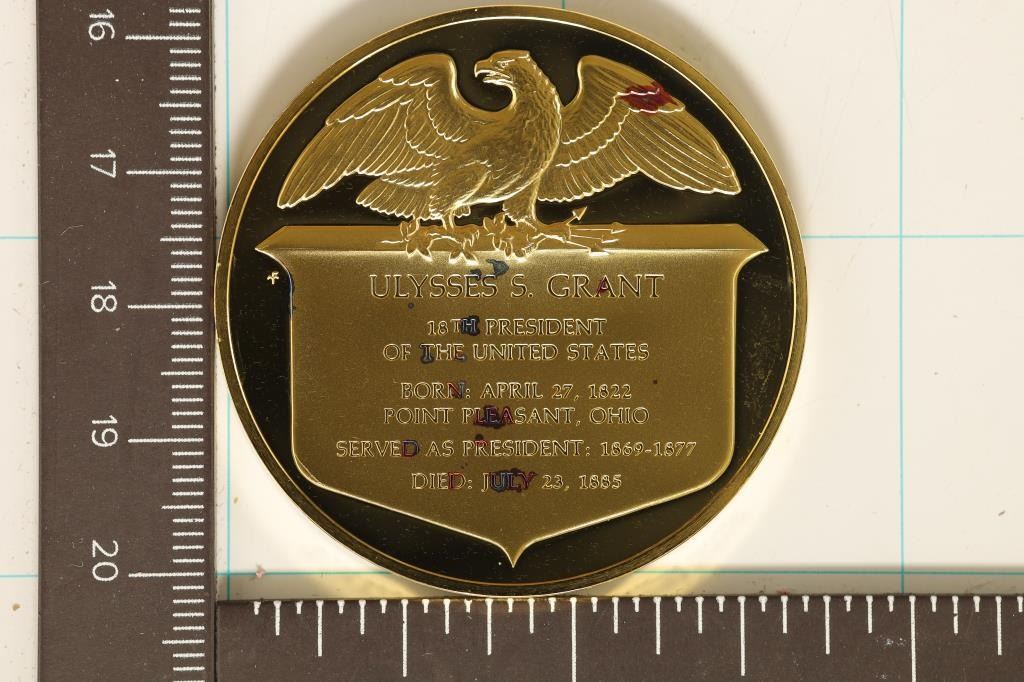 16
17
18
19
20
ULYSSES S. GRANT
18TH PRESIDENT
OF THE UNITED STATES
BORN: APRIL 27, 1822
POINT PLEASANT, OHIO
SERVED AS PRESIDENT: 1869-1877
DIED: JULY 23, 1885